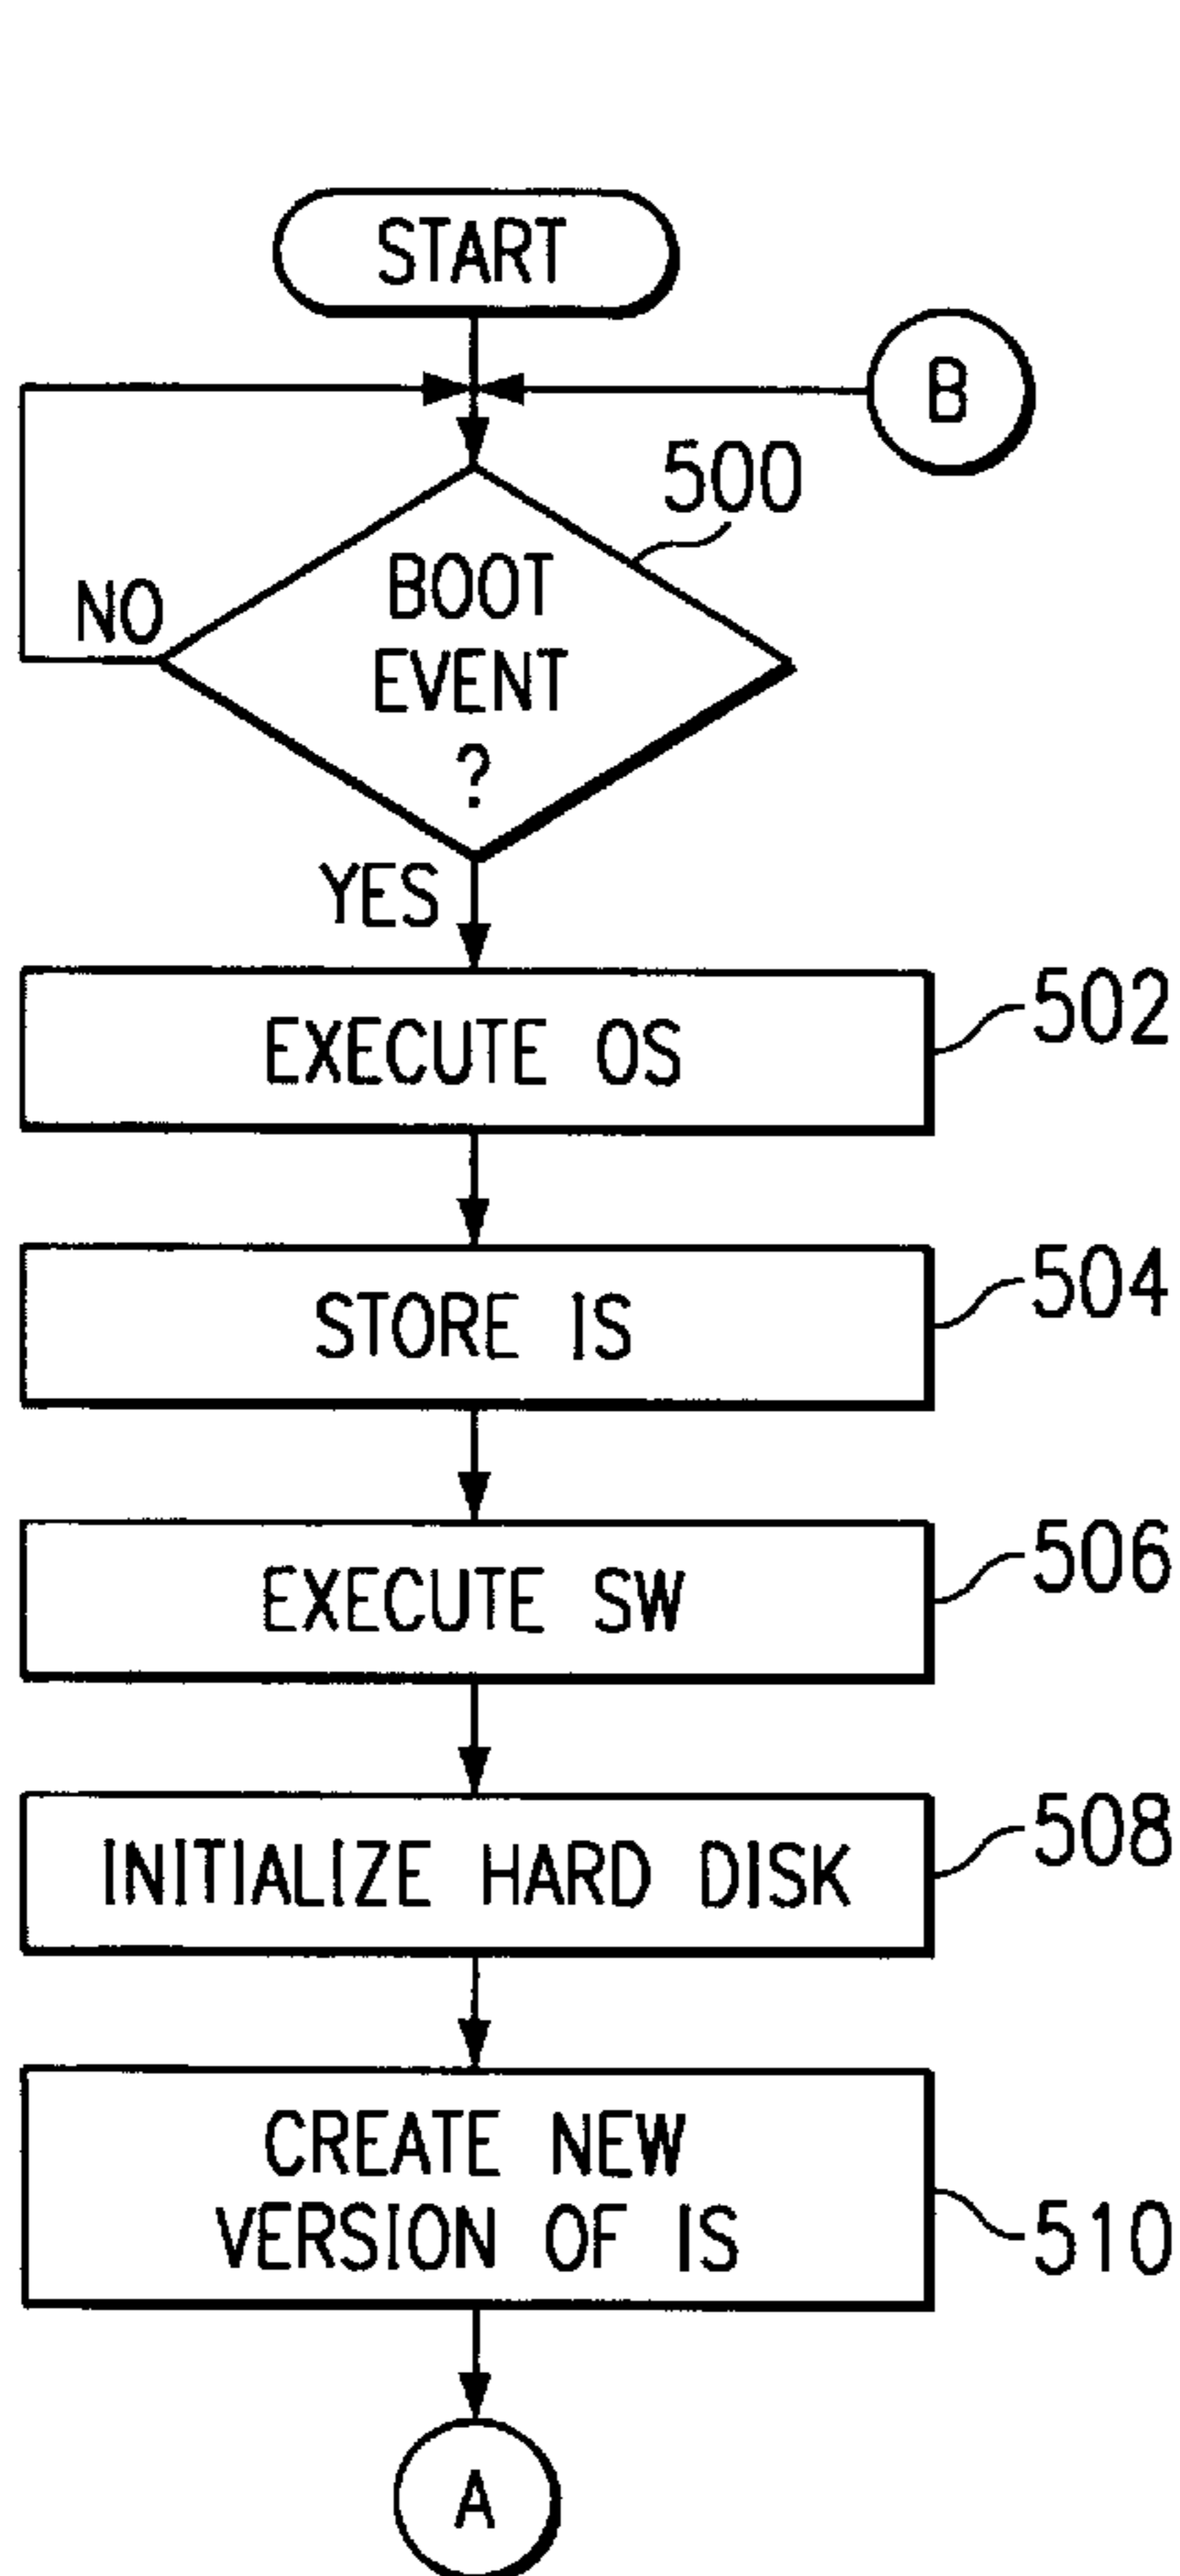 START
B
500
BOOT
EVENT
?
NO
YES
EXECUTE OS
502
STORE IS
504
EXECUTE SW
506
INITIALIZE HARD DISK
508
CREATE NEW
VERSION OF IS
510
A